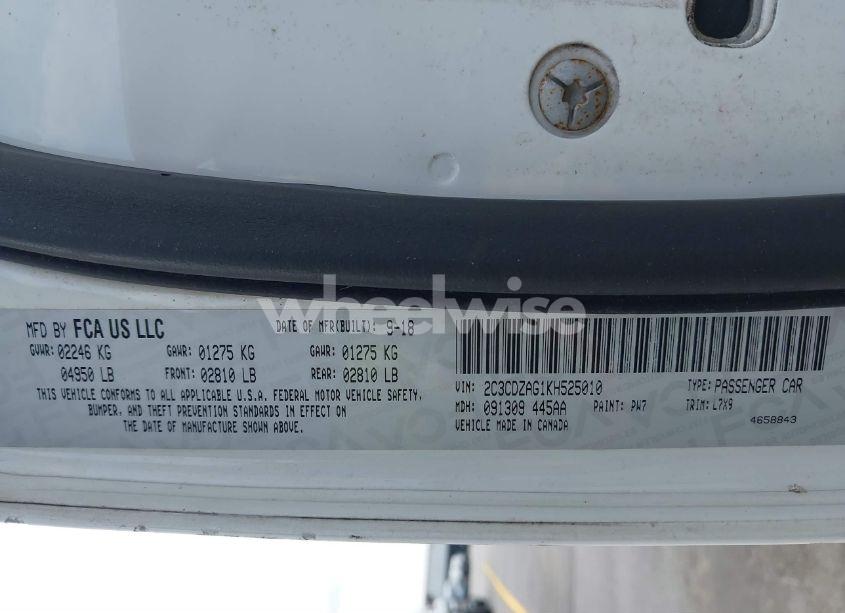 wheelwise
MFD BY FCA US LLC DATE OF MFR(BUILT): 9-18
GVWR: 02246 KG GAWR: 01275 KG GAWR: 01275 KG
04950 LB FRONT: 02810 LB REAR: 02810 LB
THIS VEHICLE CONFORMS TO ALL APPLICABLE U.S.A. FEDERAL MOTOR VEHICLE SAFETY,
BUMPER, AND THEFT PREVENTION STANDARDS IN EFFECT ON
THE DATE OF MANUFACTURE SHOWN ABOVE.
VIN: 2C3CDZAG1KH525010 TYPE: PASSENGER CAR
MDH: 091309 445AA PAINT: PW7 TRIM: L7X9
VEHICLE MADE IN CANADA 4658843